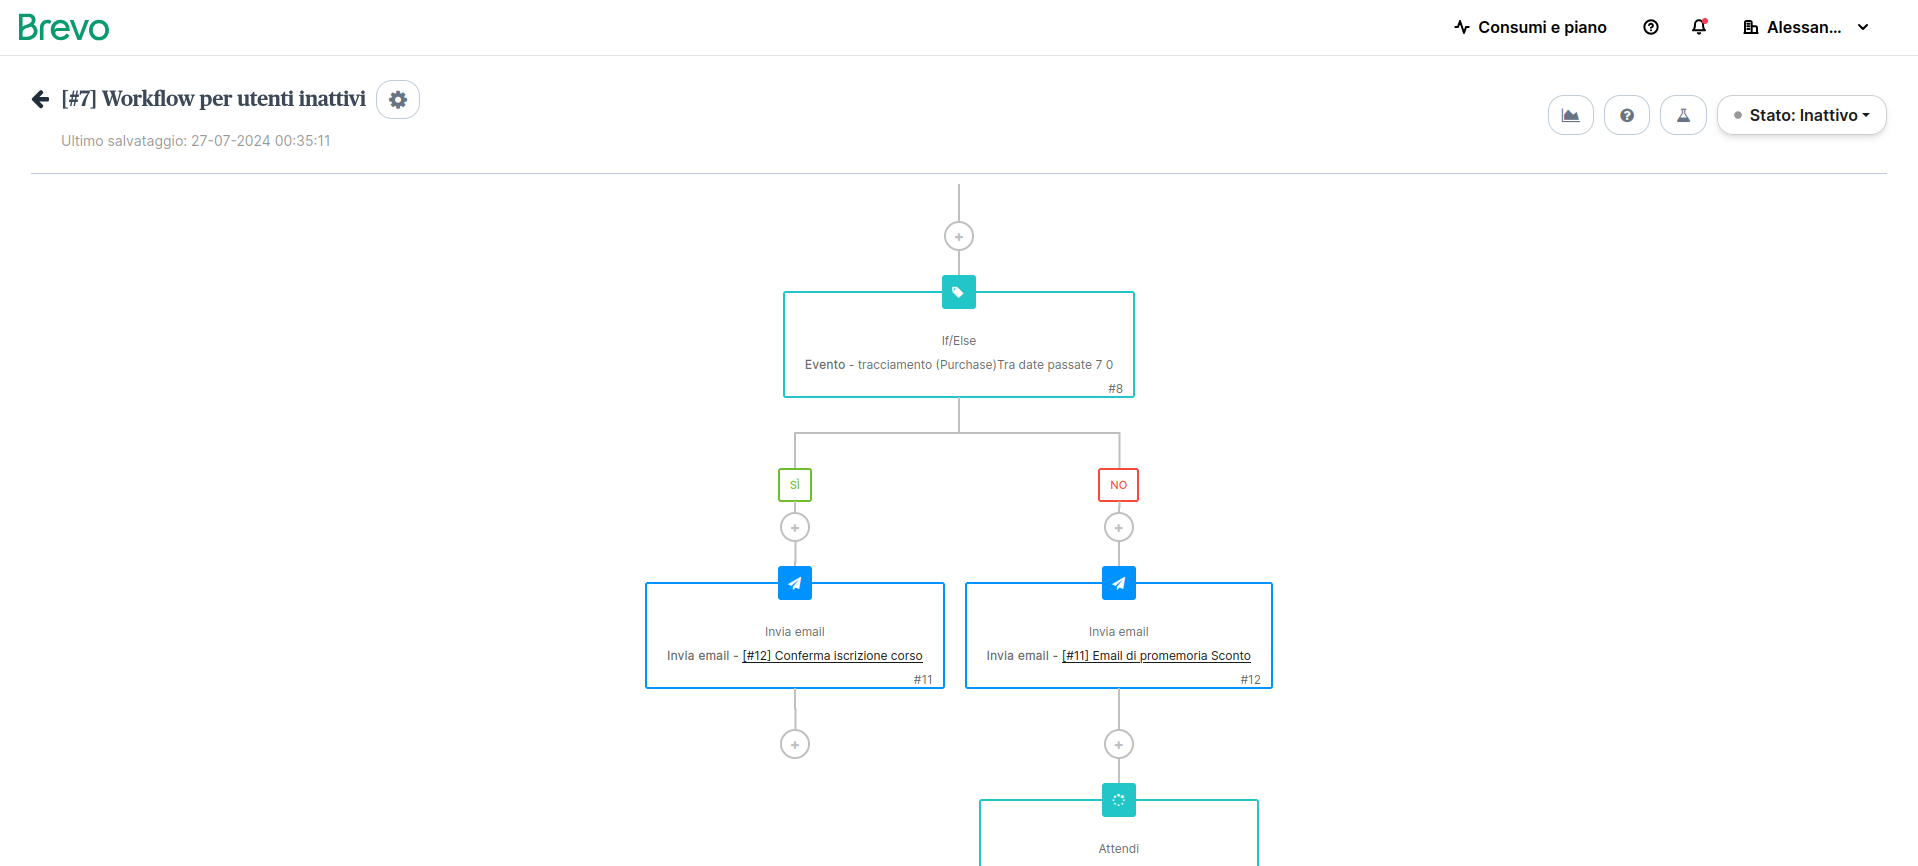 Brevo
Consumi e piano
Alessan...
[#7] Workflow per utenti inattivi
Ultimo salvataggio: 27-07-2024 00:35:11
Stato: Inattivo
If/Else
Evento - tracciamento (Purchase)Tra date passate 7 0
#8
SÌ
NO
Invia email
Invia email - [#12] Conferma iscrizione corso
#11
Invia email
Invia email - [#11] Email di promemoria Sconto
#12
Attendi